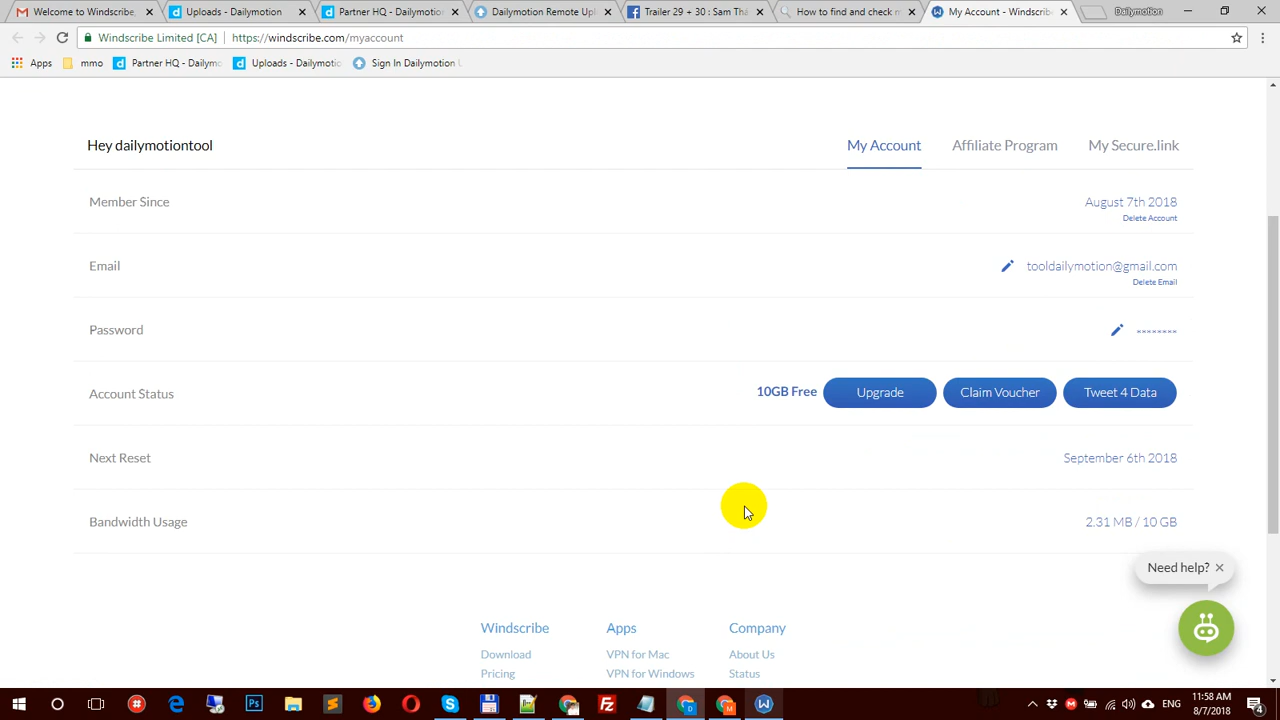 Welcome to Windscribe,
Uploads - Dailymotion
Partner HQ - Dailymotion
Dailymotion Remote Upl
Trailer 29 + 30 : Sam Tha
How to find and check m
My Account - Windscribe
Dailymotion
Windscribe Limited [CA]
https://windscribe.com/myaccount
Apps
mmo
Partner HQ - Dailymo
Uploads - Dailymotio
Sign In Dailymotion U
Hey dailymotiontool
My Account
Affiliate Program
My Secure.link
Member Since
August 7th 2018
Delete Account
Email
tooldailymotion@gmail.com
Delete Email
Password
********
Account Status
10GB Free
Upgrade
Claim Voucher
Tweet 4 Data
Next Reset
September 6th 2018
Bandwidth Usage
2.31 MB / 10 GB
Need help?
Windscribe
Apps
Company
Download
VPN for Mac
About Us
Pricing
VPN for Windows
Status
ENG
11:58 AM
8/7/2018
4